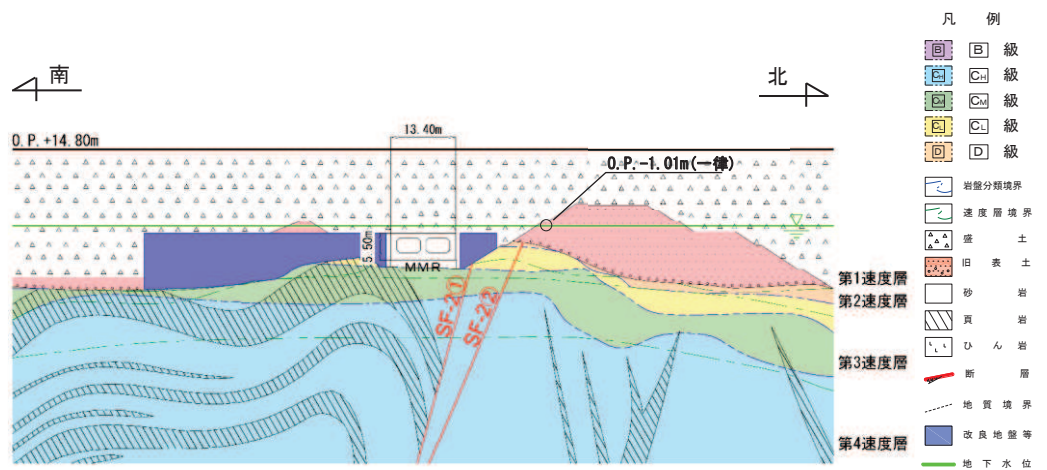 南
北
O.P.+14.80m
13.40m
O.P.-1.01m(一律)
5.50m
MMR
SF-2(1)
SF-2(2)
第1速度層
第2速度層
第3速度層
第4速度層
凡 例
B B 級
CH CH 級
CM CM 級
CL CL 級
D D 級
岩盤分類境界
速度層境界
盛 土
旧 表 土
砂 岩
頁 岩
ひ ん 岩
断 層
地 質 境 界
改 良 地 盤 等
地 下 水 位